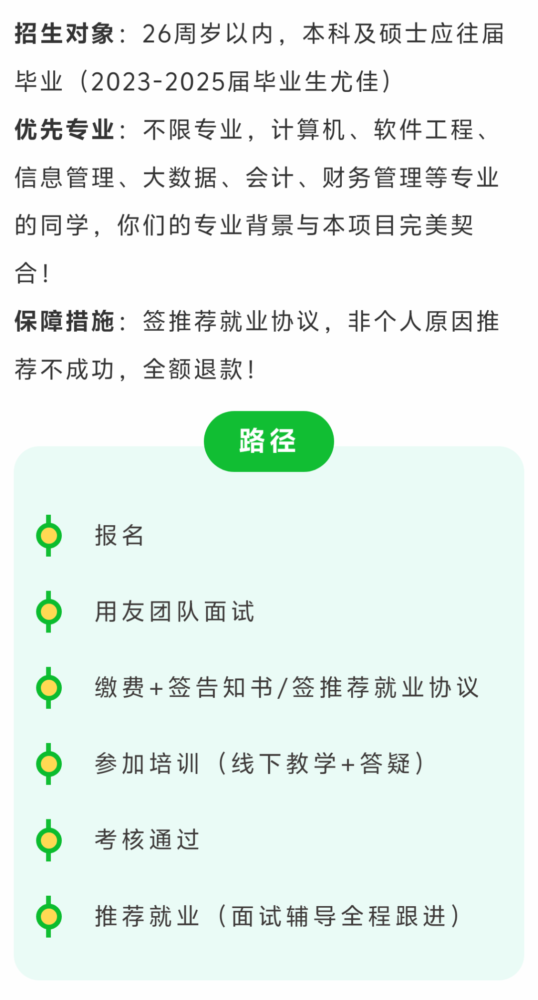 招生对象：26周岁以内，本科及硕士应往届
毕业（2023-2025届毕业生尤佳）
优先专业：不限专业，计算机、软件工程、
信息管理、大数据、会计、财务管理等专业
的同学，你们的专业背景与本项目完美契
合！
保障措施：签推荐就业协议，非个人原因推
荐不成功，全额退款！
路径
报名
用友团队面试
缴费+签告知书/签推荐就业协议
参加培训（线下教学+答疑）
考核通过
推荐就业（面试辅导全程跟进）